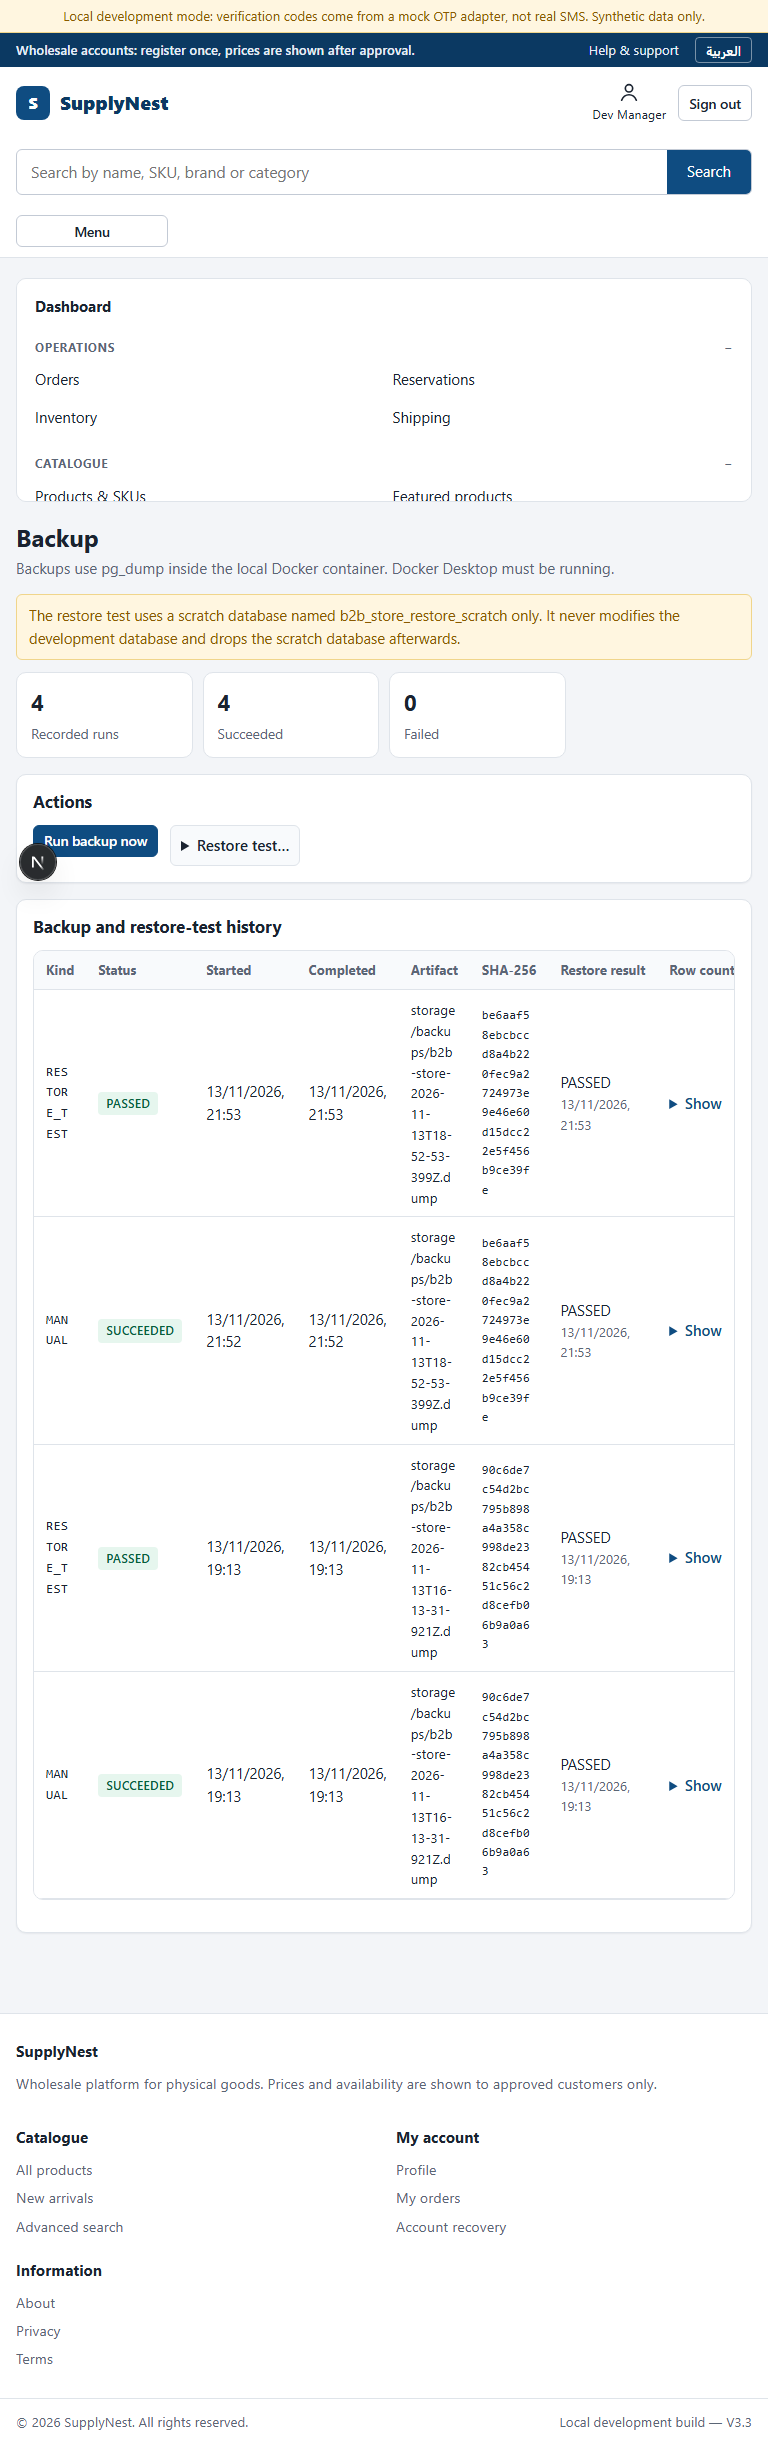 Local development mode: verification codes come from a mock OTP adapter, not real SMS. Synthetic data only.
Wholesale accounts: register once, prices are shown after approval.
Help & support
العربية
S
SupplyNest
Dev Manager
Sign out
Search by name, SKU, brand or category
Search
Menu
Dashboard
OPERATIONS –
Orders
Reservations
Inventory
Shipping
CATALOGUE –
Products & SKUs
Featured products
Backup
Backups use pg_dump inside the local Docker container. Docker Desktop must be running.
The restore test uses a scratch database named b2b_store_restore_scratch only. It never modifies the
development database and drops the scratch database afterwards.
4
Recorded runs
4
Succeeded
0
Failed
Actions
Run backup now
▶ Restore test...
N
Backup and restore-test history
Kind Status Started Completed Artifact SHA-256 Restore result Row count
RES
TOR
E_T
EST
PASSED
13/11/2026,
21:53
13/11/2026,
21:53
storage
/backu
ps/b2b
-store-
2026-
11-
13T18-
52-53-
399Z.d
ump
be6aaf5
8ebcbcc
d8a4b22
0fec9a2
724973e
9e46e60
d15dcc2
2e5f456
b9ce39f
e
PASSED
13/11/2026,
21:53
▶ Show
MAN
UAL
SUCCEEDED
13/11/2026,
21:52
13/11/2026,
21:52
storage
/backu
ps/b2b
-store-
2026-
11-
13T18-
52-53-
399Z.d
ump
be6aaf5
8ebcbcc
d8a4b22
0fec9a2
724973e
9e46e60
d15dcc2
2e5f456
b9ce39f
e
PASSED
13/11/2026,
21:53
▶ Show
RES
TOR
E_T
EST
PASSED
13/11/2026,
19:13
13/11/2026,
19:13
storage
/backu
ps/b2b
-store-
2026-
11-
13T16-
13-31-
921Z.d
ump
90c6de7
c54d2bc
795b898
a4a358c
998de23
82cb454
51c56c2
d8cefb0
6b9a0a6
3
PASSED
13/11/2026,
19:13
▶ Show
MAN
UAL
SUCCEEDED
13/11/2026,
19:13
13/11/2026,
19:13
storage
/backu
ps/b2b
-store-
2026-
11-
13T16-
13-31-
921Z.d
ump
90c6de7
c54d2bc
795b898
a4a358c
998de23
82cb454
51c56c2
d8cefb0
6b9a0a6
3
PASSED
13/11/2026,
19:13
▶ Show
SupplyNest
Wholesale platform for physical goods. Prices and availability are shown to approved customers only.
Catalogue
All products
New arrivals
Advanced search
My account
Profile
My orders
Account recovery
Information
About
Privacy
Terms
© 2026 SupplyNest. All rights reserved.
Local development build — V3.3